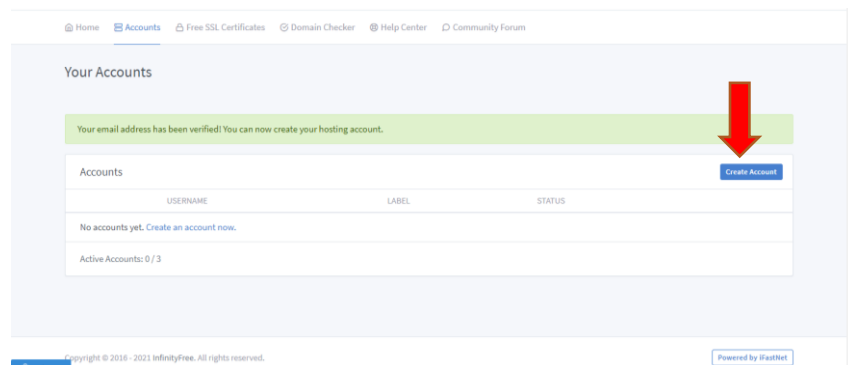 Home Accounts Free SSL Certificates Domain Checker Help Center Community Forum
Your Accounts
Your email address has been verified! You can now create your hosting account.
Accounts Create Account
USERNAME LABEL STATUS
No accounts yet. Create an account now.
Active Accounts: 0 / 3
Copyright © 2016 - 2021 InfinityFree. All rights reserved. Powered by iFastNet